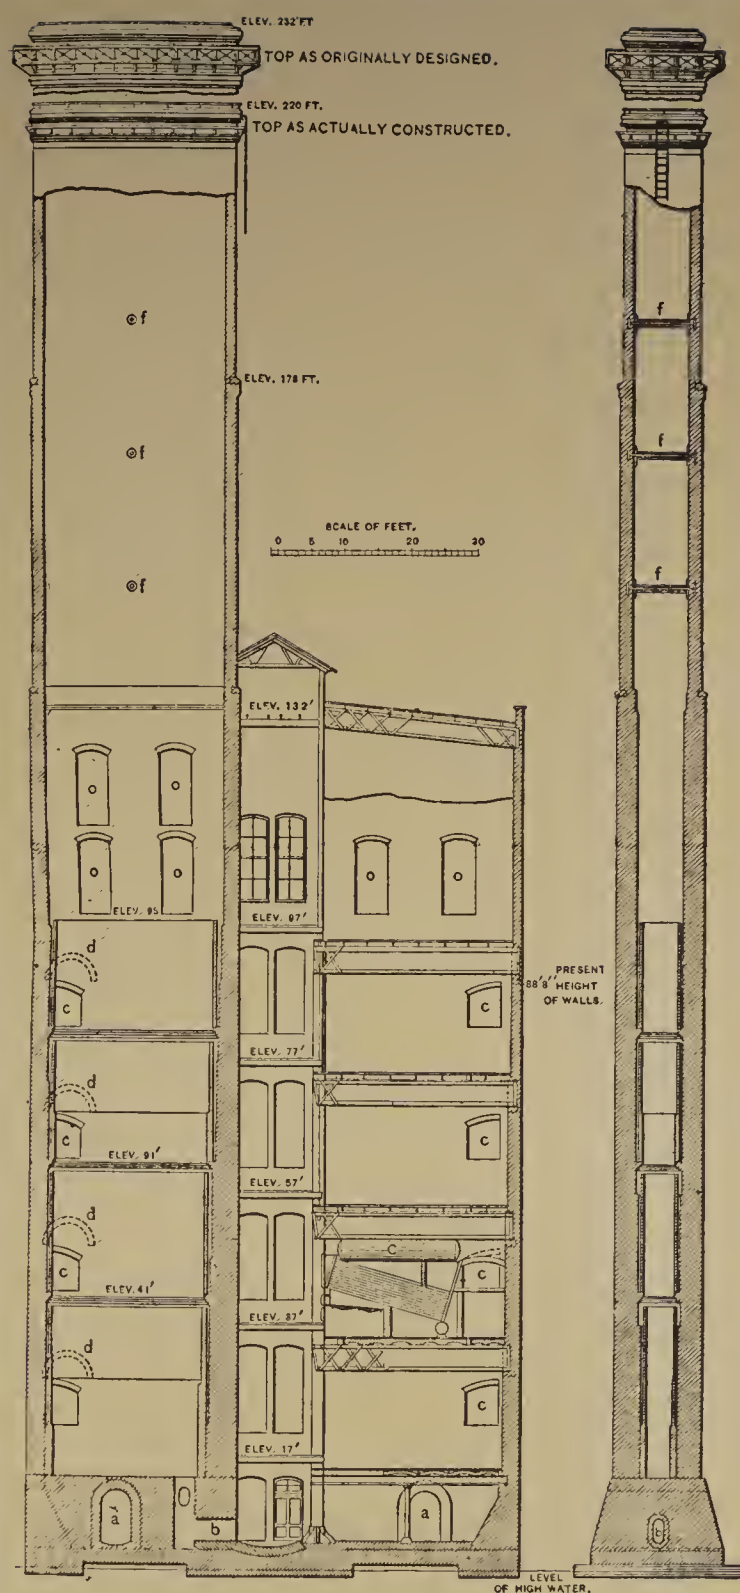 ELEV. 232 FT
TOP AS ORIGINALLY DESIGNED.
ELEV. 220 FT.
TOP AS ACTUALLY CONSTRUCTED.
f
f
ELEV. 178 FT.
f
f
SCALE OF FEET.
0 5 10 20 30
f
f
ELEV. 132'
o
o
o
o
o
o
ELEV. 95
ELEV. 97'
d
PRESENT
88'8" HEIGHT
OF WALLS.
c
c
ELEV. 77'
d
c
c
ELEV. 91'
ELEV. 57'
d
C
c
c
ELEV. 41'
ELEV. 37'
d
c
ELEV. 17'
a
b
a
LEVEL
OF HIGH WATER.